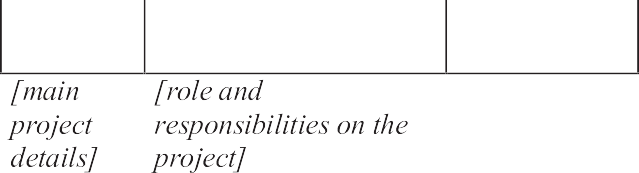 [main
project
details]
[role and
responsibilities on the
project]